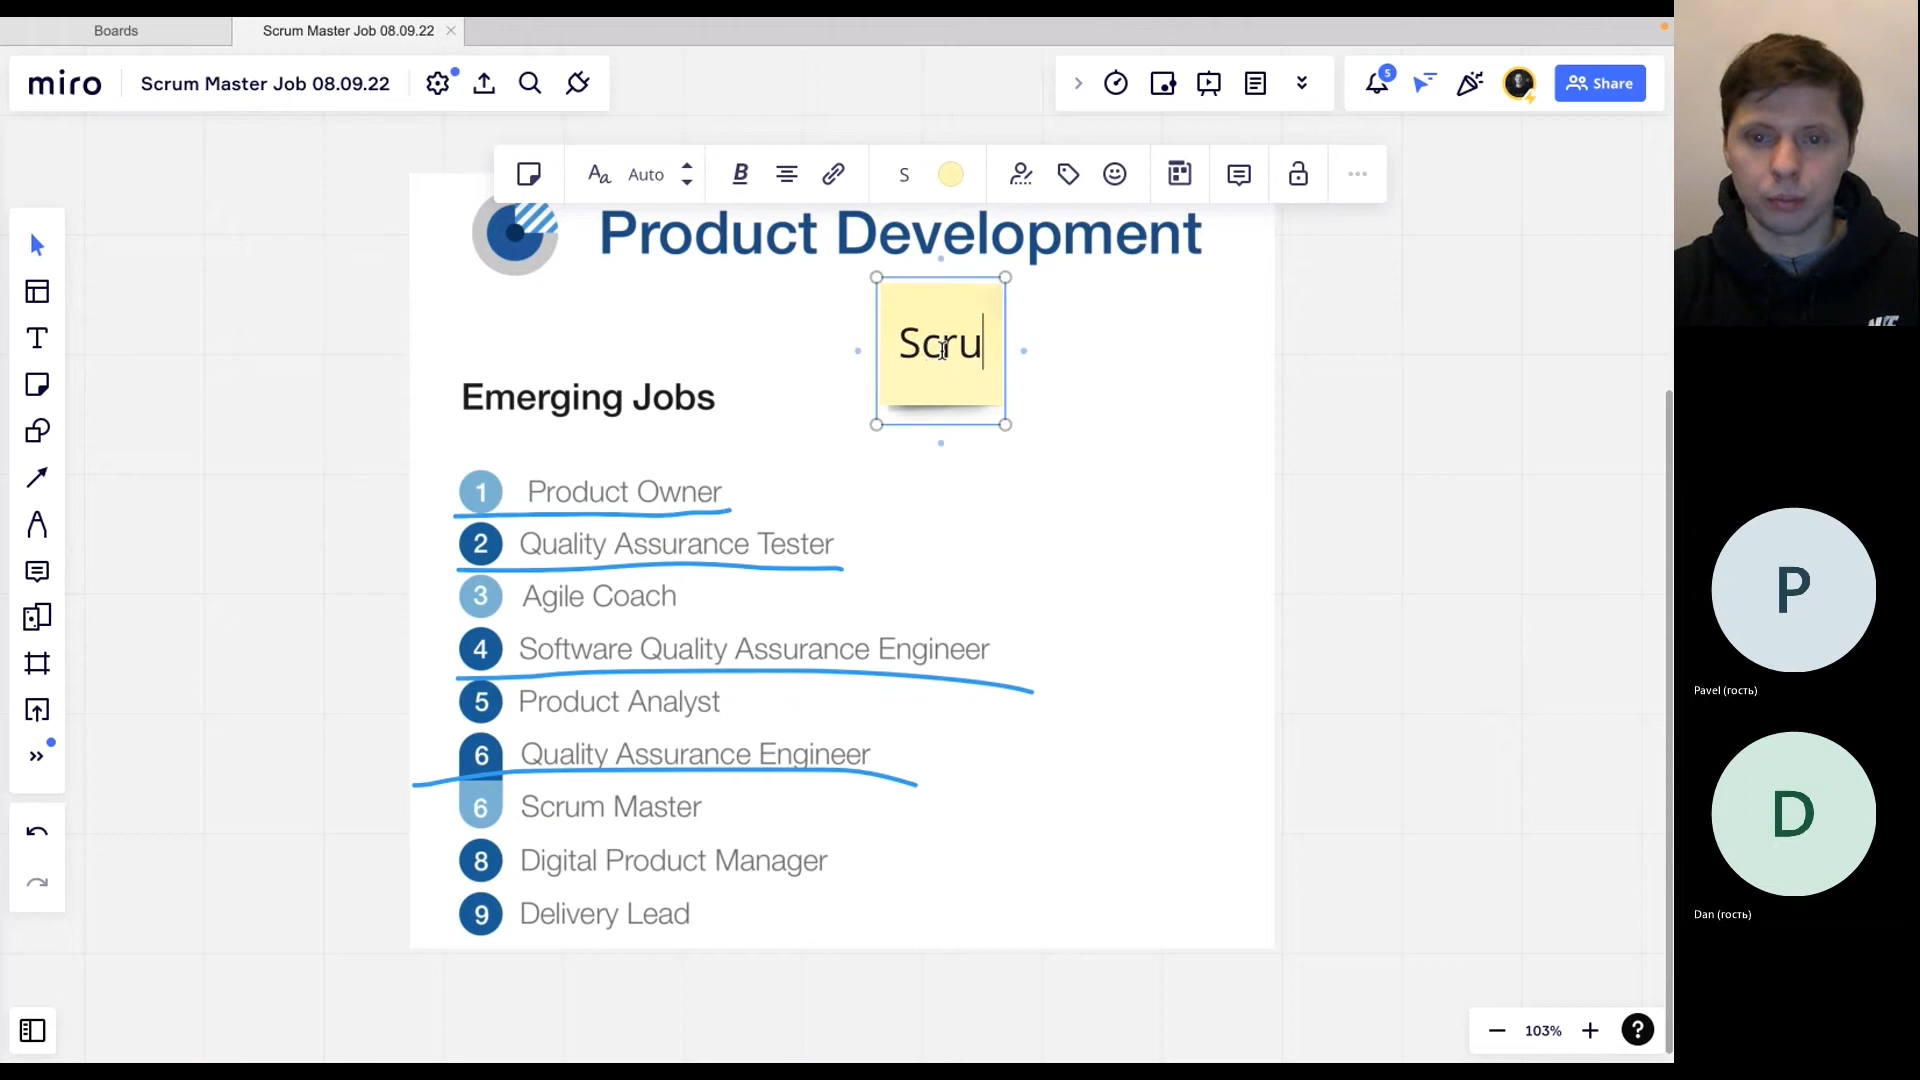 Boards
Scrum Master Job 08.09.22
miro
Scrum Master Job 08.09.22
5
Share
Aa Auto
B
S
Product Development
Scru
Emerging Jobs
1 Product Owner
2 Quality Assurance Tester
3 Agile Coach
4 Software Quality Assurance Engineer
5 Product Analyst
6 Quality Assurance Engineer
6 Scrum Master
8 Digital Product Manager
9 Delivery Lead
103%
P
Pavel (гость)
D
Dan (гость)